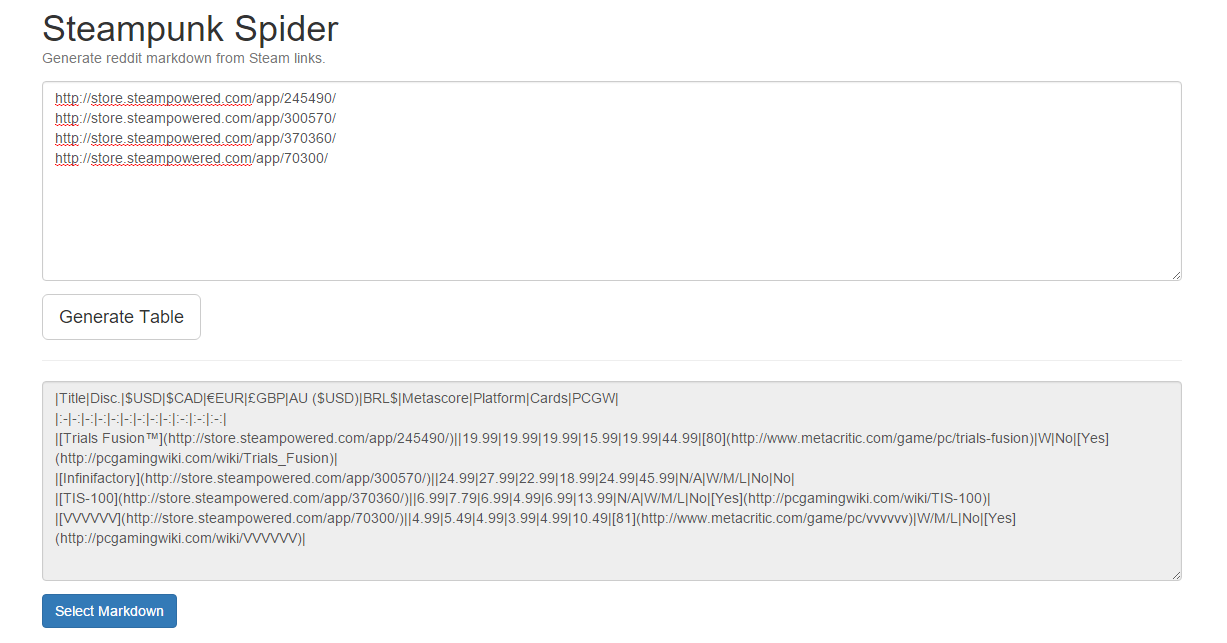 Steampunk Spider
Generate reddit markdown from Steam links.
http://store.steampowered.com/app/245490/
http://store.steampowered.com/app/300570/
http://store.steampowered.com/app/370360/
http://store.steampowered.com/app/70300/
Generate Table
|Title|Disc.|$USD|$CAD|€EUR|£GBP|AU ($USD)|BRL$|Metascore|Platform|Cards|PCGW|
|:-|-:|-:|-:|-:|-:|-:|-:|-:|:-:|:-:|:-:|
|[Trials Fusion™](http://store.steampowered.com/app/245490/)||19.99|19.99|19.99|15.99|19.99|44.99|[80](http://www.metacritic.com/game/pc/trials-fusion)|W|No|[Yes]
(http://pcgamingwiki.com/wiki/Trials_Fusion)|
|[Infinifactory](http://store.steampowered.com/app/300570/)||24.99|27.99|22.99|18.99|24.99|45.99|N/A|W/M/L|No|No|
|[TIS-100](http://store.steampowered.com/app/370360/)||6.99|7.79|6.99|4.99|6.99|13.99|N/A|W/M/L|No|[Yes](http://pcgamingwiki.com/wiki/TIS-100)|
|[VVVVVV](http://store.steampowered.com/app/70300/)||4.99|5.49|4.99|3.99|4.99|10.49|[81](http://www.metacritic.com/game/pc/vvvvvv)|W/M/L|No|[Yes]
(http://pcgamingwiki.com/wiki/VVVVVV)|
Select Markdown